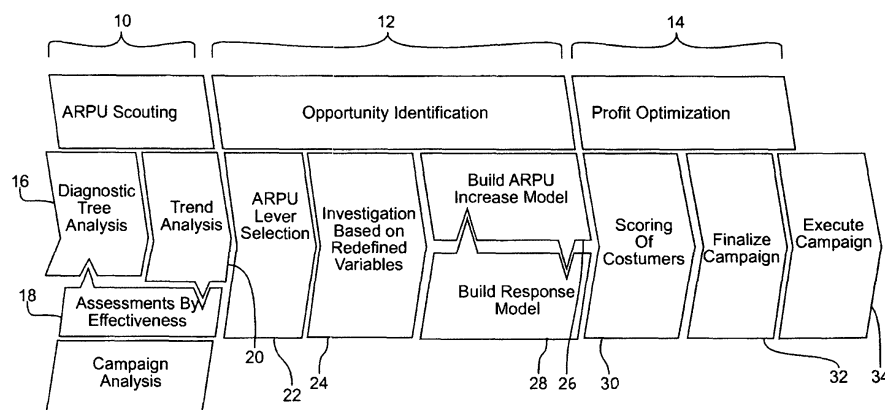 10
12
14
ARPU Scouting
Opportunity Identification
Profit Optimization
16
Diagnostic
Tree Analysis
Trend
Analysis
ARPU
Lever
Selection
Investigation
Based on
Redefined
Variables
Build ARPU
Increase Model
Build Response
Model
Scoring
Of
Costumers
Finalize
Campaign
Execute
Campaign
18
Assessments By
Effectiveness
Campaign
Analysis
20
22
24
28
26
30
32
34